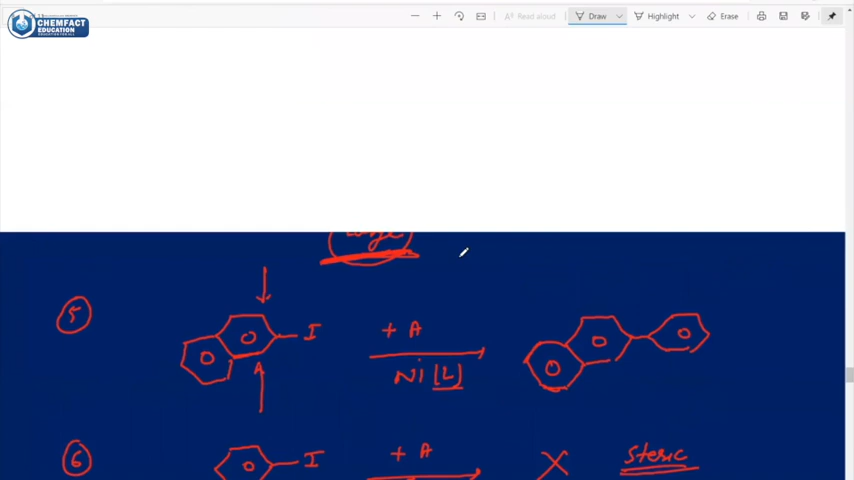 CHEMFACT
EDUCATION
Read aloud
Draw
Highlight
Erase
5
I
+ A
A
Ni [L]
6
I
+ A
X
Steric